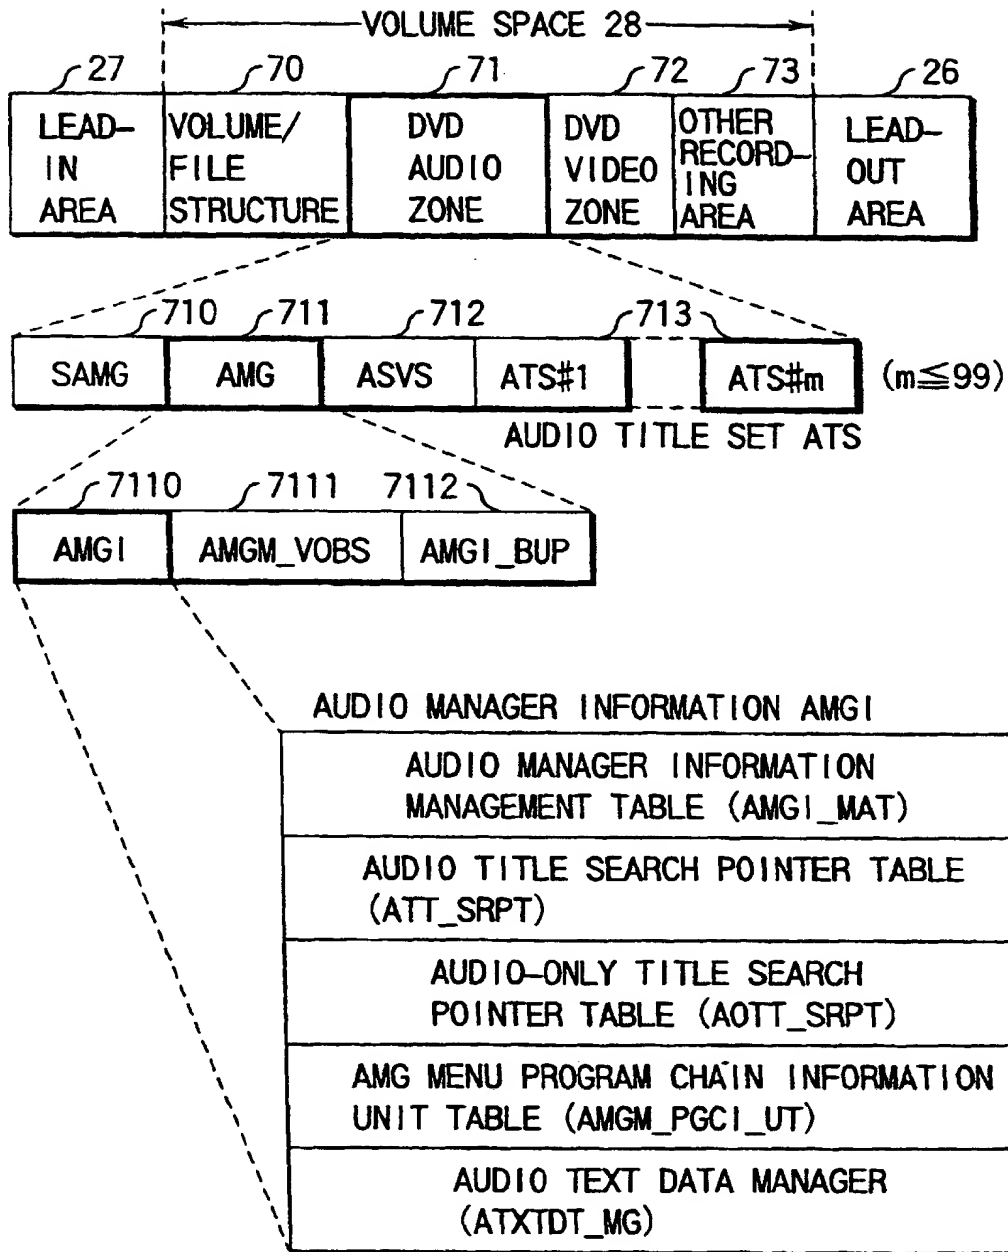 VOLUME SPACE 28
27 70 71 72 73 26
LEAD-
IN
AREA
VOLUME/
FILE
STRUCTURE
DVD
AUDIO
ZONE
DVD
VIDEO
ZONE
OTHER
RECORD-
ING
AREA
LEAD-
OUT
AREA
710 711 712 713
SAMG AMG ASVS ATS#1 ATS#m (m≦99)
AUDIO TITLE SET ATS
7110 7111 7112
AMGI AMGM_VOBS AMGI_BUP
AUDIO MANAGER INFORMATION AMGI
AUDIO MANAGER INFORMATION
MANAGEMENT TABLE (AMGI_MAT)
AUDIO TITLE SEARCH POINTER TABLE
(ATT_SRPT)
AUDIO-ONLY TITLE SEARCH
POINTER TABLE (AOTT_SRPT)
AMG MENU PROGRAM CHAIN INFORMATION
UNIT TABLE (AMGM_PGCI_UT)
AUDIO TEXT DATA MANAGER
(ATXTDT_MG)